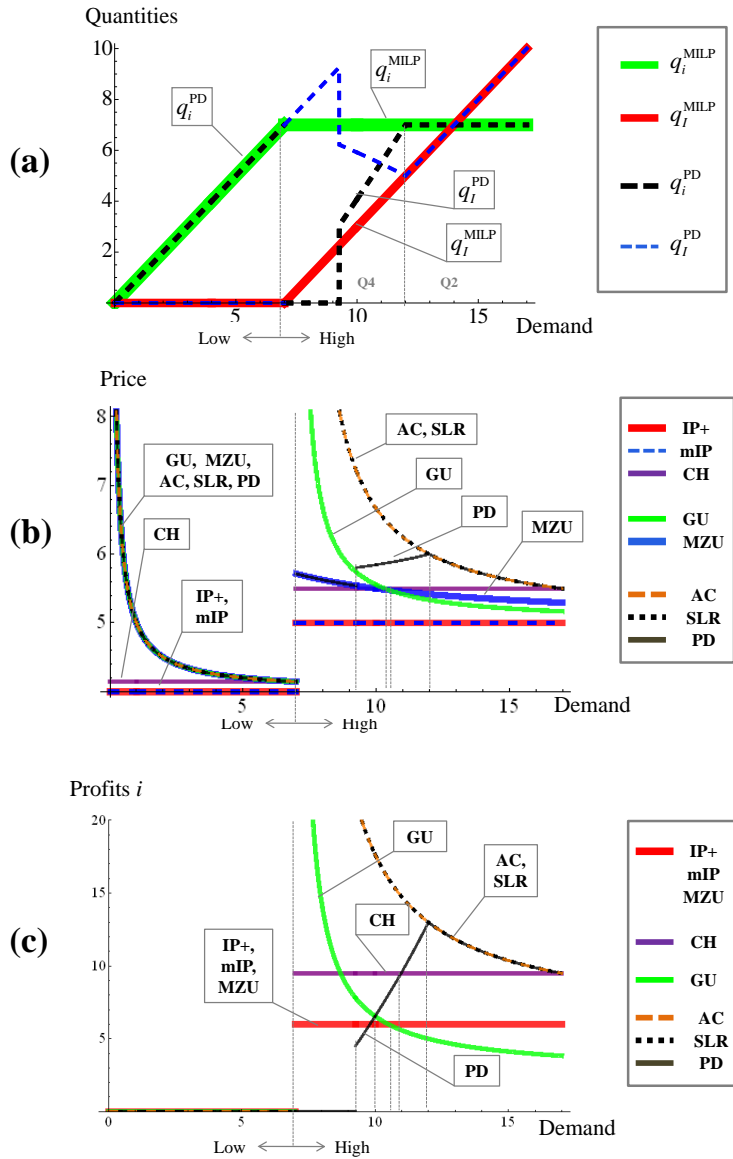 Quantities
10
8
6
4
2
5
10
15
Demand
Low
High
Q4
Q2
(a)
q_i^PD
q_i^MILP
q_I^PD
q_I^MILP
q_i^MILP
q_I^MILP
q_i^PD
q_I^PD
Price
8
7
6
5
0
5
10
15
Demand
Low
High
(b)
GU, MZU,
AC, SLR, PD
CH
IP+,
mIP
AC, SLR
GU
PD
MZU
IP+
mIP
CH
GU
MZU
AC
SLR
PD
Profits i
20
15
10
5
0
0
5
10
15
Demand
Low
High
(c)
GU
AC,
SLR
CH
IP+,
mIP,
MZU
PD
IP+
mIP
MZU
CH
GU
AC
SLR
PD